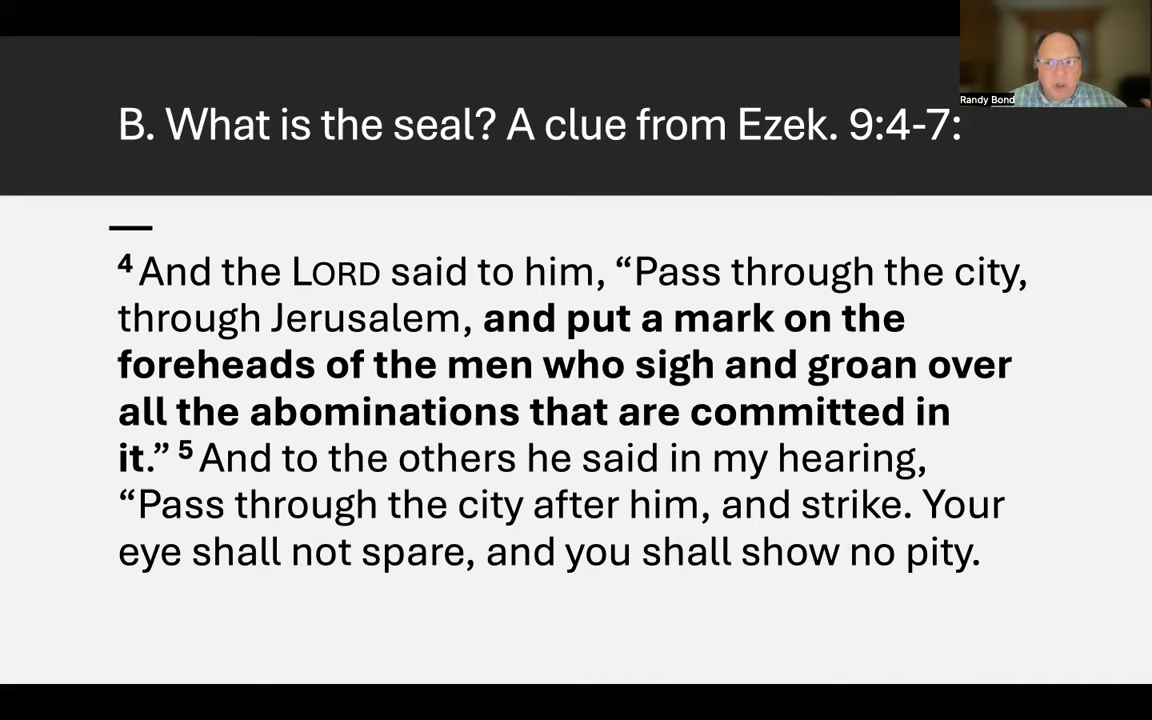 Randy Bond
B. What is the seal? A clue from Ezek. 9:4-7:
4 And the LORD said to him, “Pass through the city,
through Jerusalem, and put a mark on the
foreheads of the men who sigh and groan over
all the abominations that are committed in
it.” 5 And to the others he said in my hearing,
“Pass through the city after him, and strike. Your
eye shall not spare, and you shall show no pity.